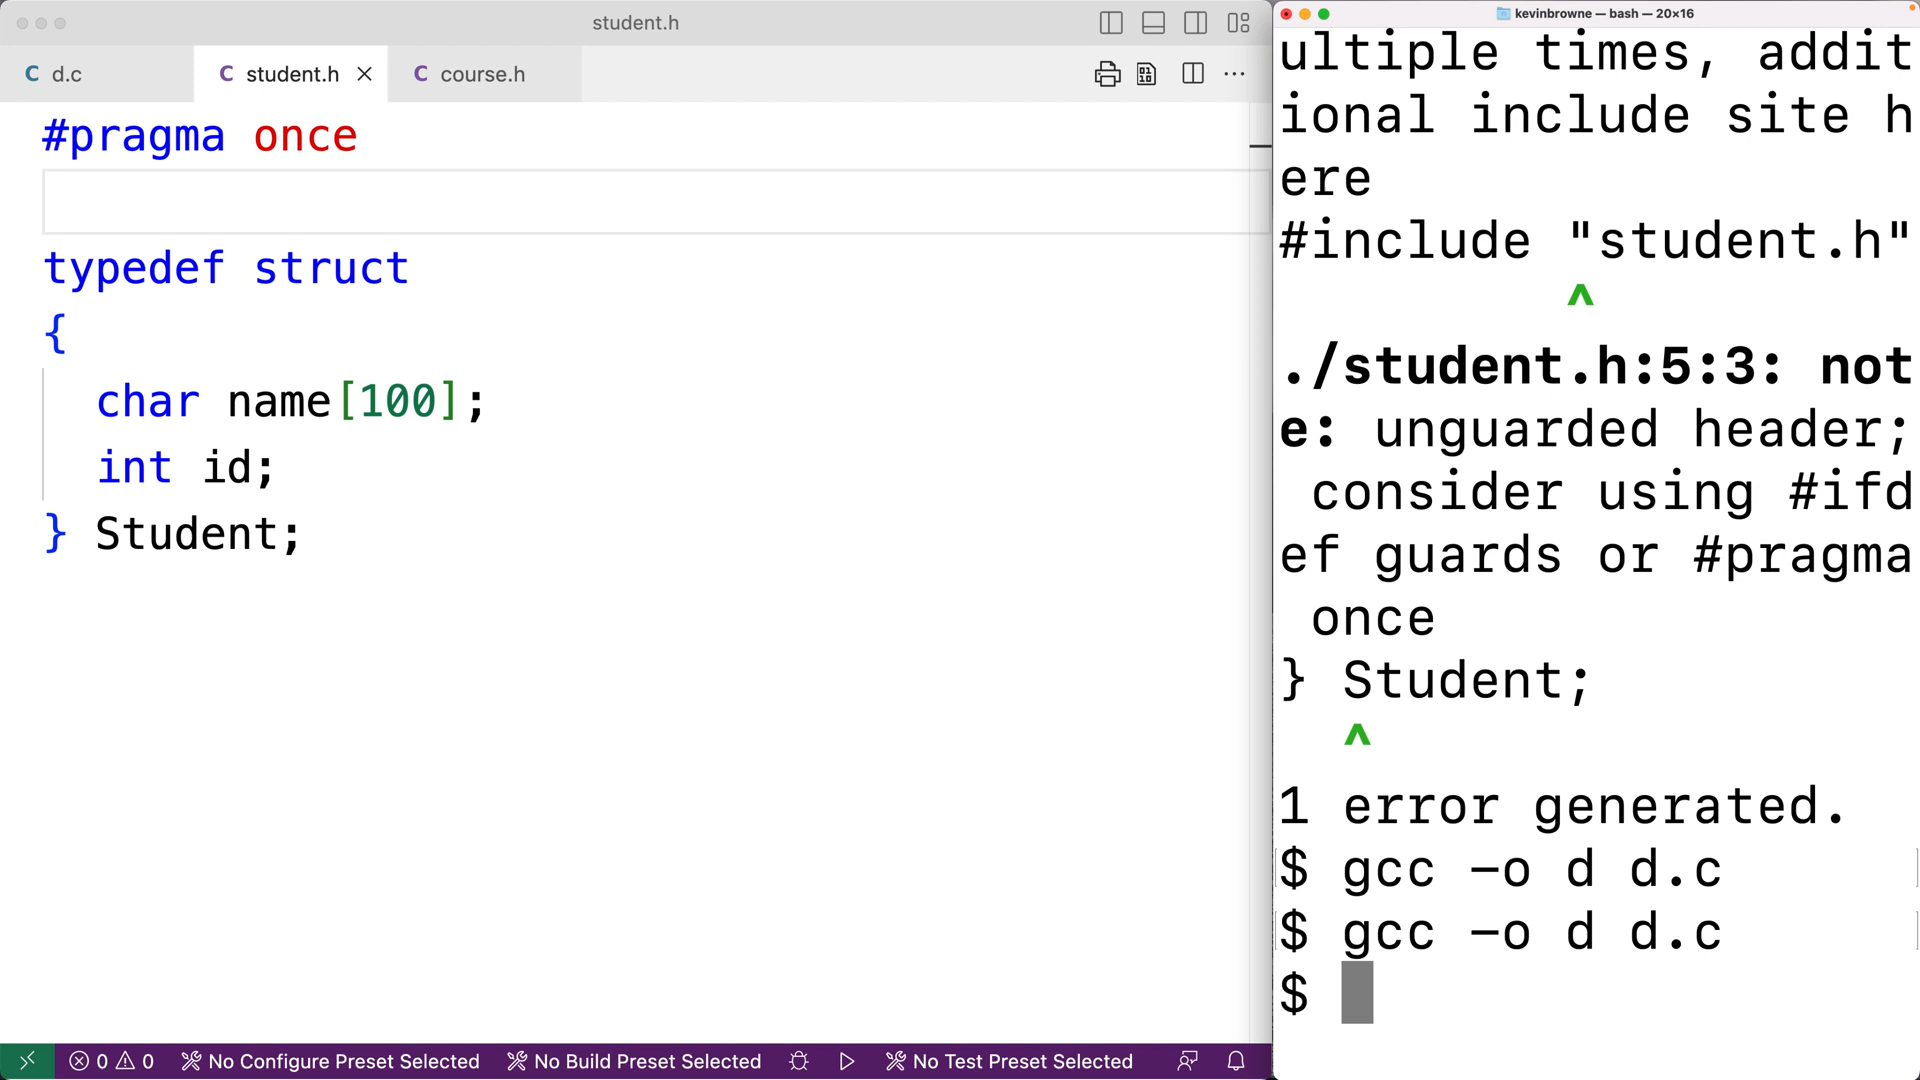 student.h
C d.c
C student.h
C course.h
#pragma once
typedef struct
{
char name[100];
int id;
} Student;
0 0 No Configure Preset Selected No Build Preset Selected No Test Preset Selected
kevinbrowne — bash — 20×16
ultiple times, addit
ional include site h
ere
#include "student.h"
^
./student.h:5:3: not
e: unguarded header;
consider using #ifd
ef guards or #pragma
once
} Student;
^
1 error generated.
$ gcc -o d d.c
$ gcc -o d d.c
$